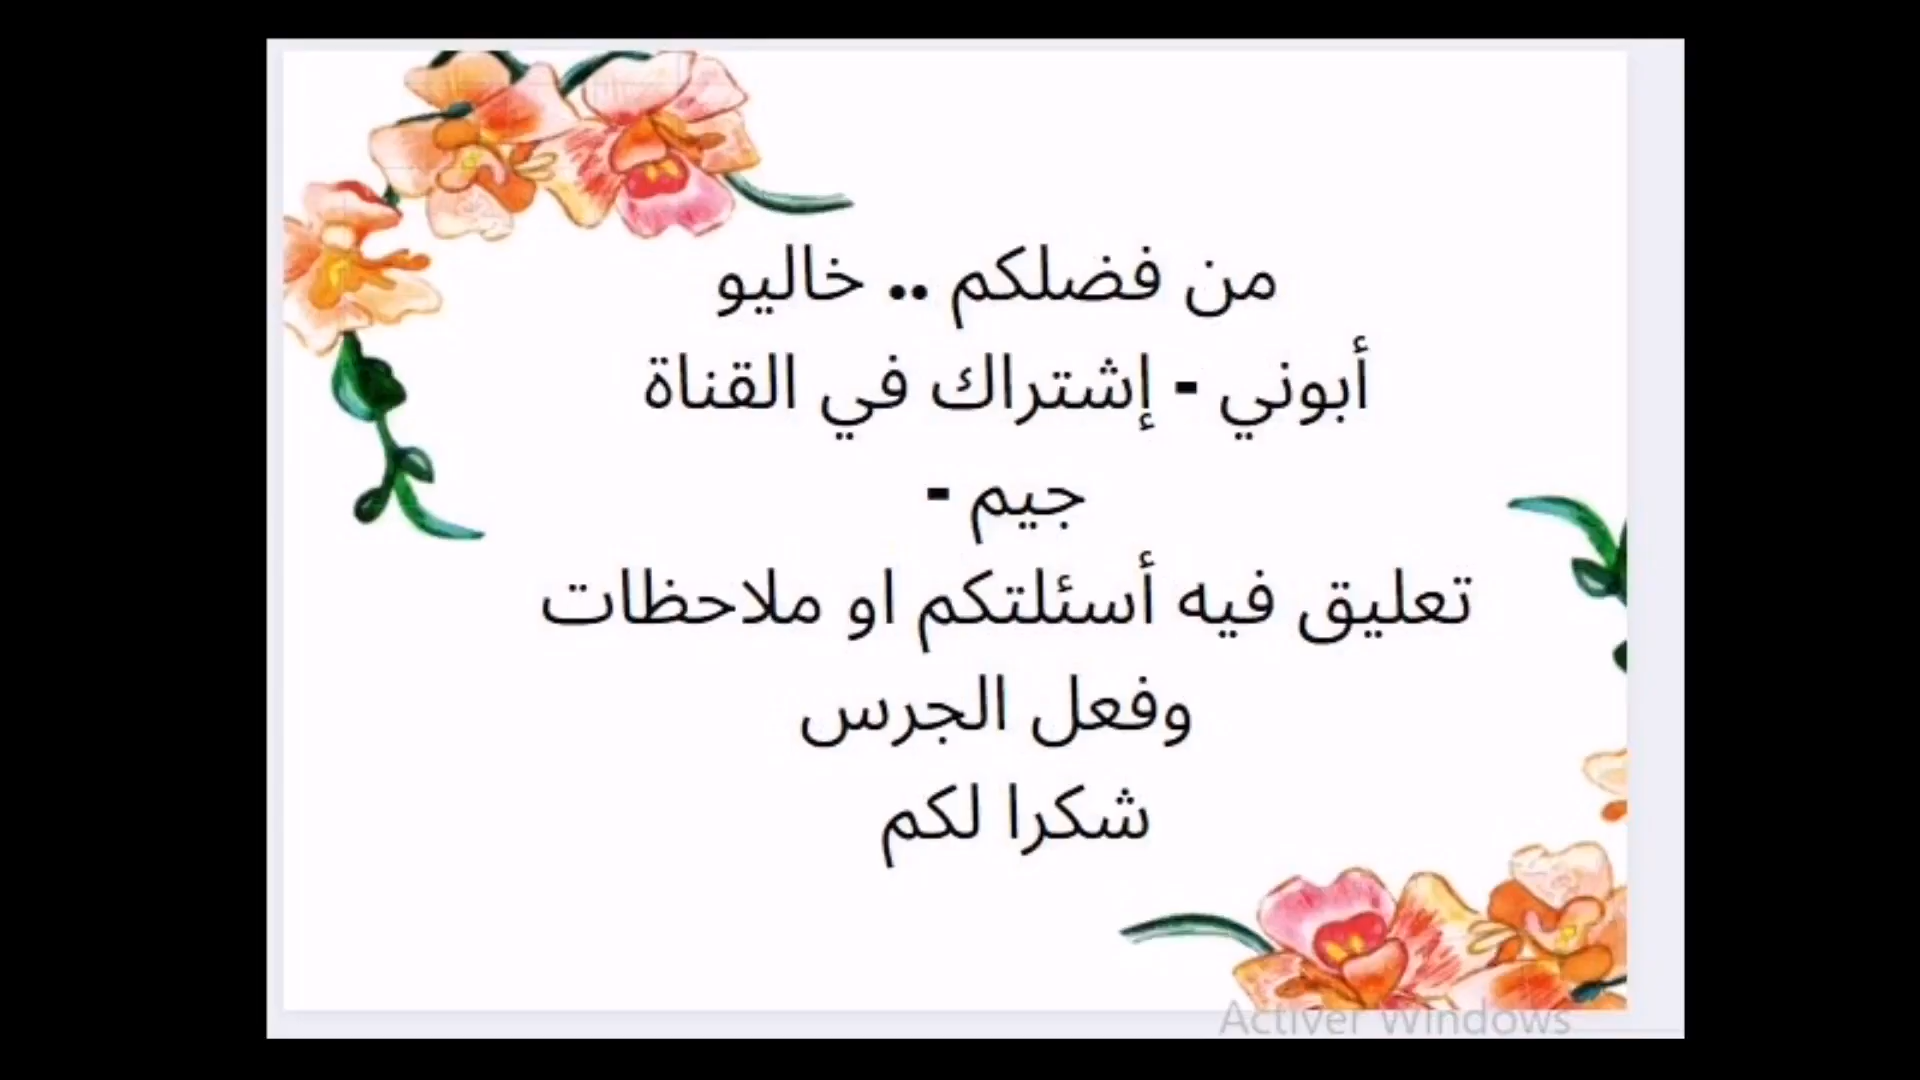 من فضلكم .. خاليو
أبوني - إشتراك في القناة
جيم -
تعليق فيه أسئلتكم او ملاحظات
وفعل الجرس
شكرا لكم
Activer Windows